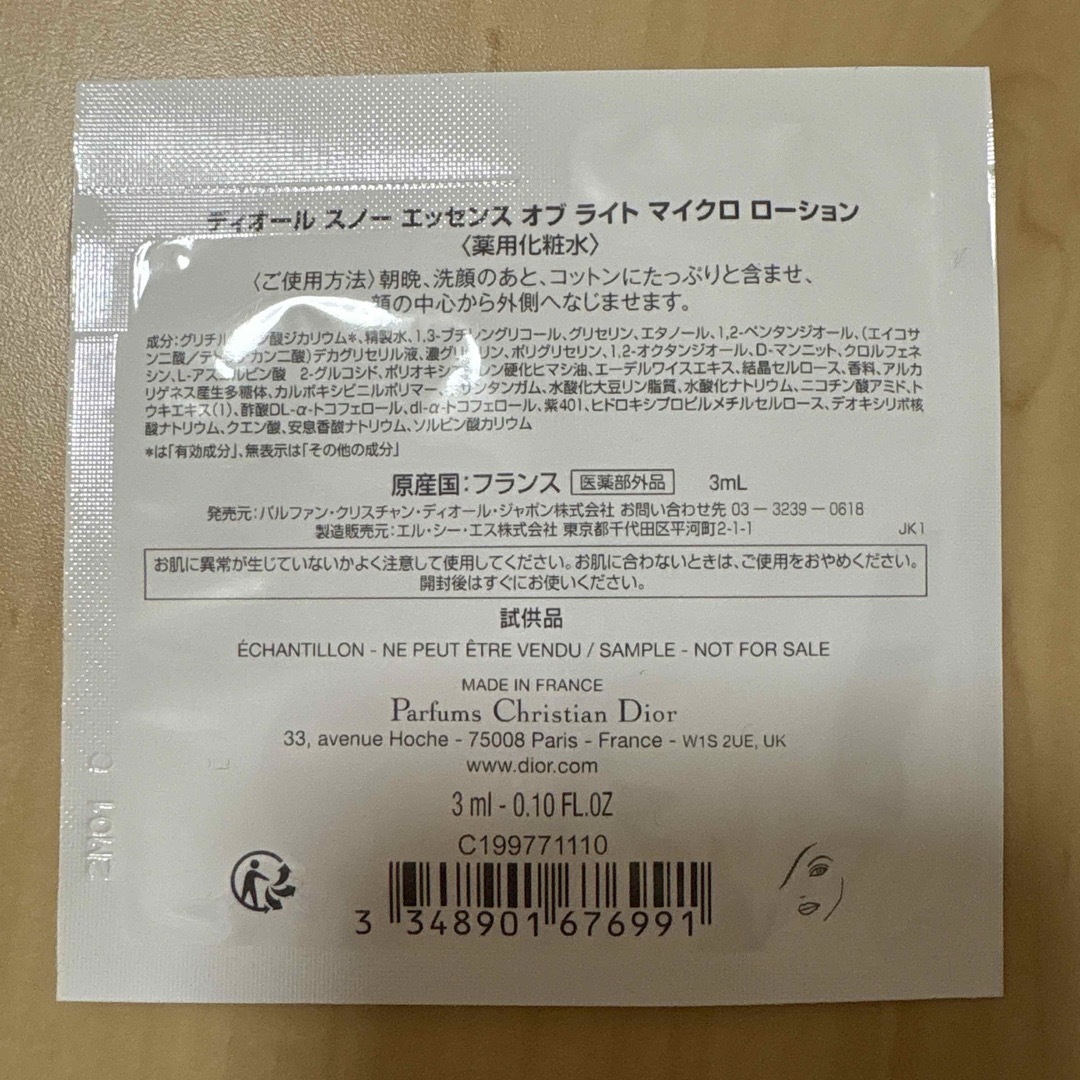 ディオール スノー エッセンス オブ ライト マイクロ ローション
〈薬用化粧水〉
〈ご使用方法〉朝晩、洗顔のあと、コットンにたっぷりと含ませ、
顔の中心から外側へなじませます。
成分:グリチル 酸ジカリウム*、精製水、1,3-ブチレングリコール、グリセリン、エタノール、1,2-ペンタンジオール、(エイコサ
ン二酸/テ カン二酸)デカグリセリル液、濃グリセリン、ポリグリセリン、1,2-オクタンジオール、D-マンニット、クロルフェネ
シン、L-アスコルビン酸 2-グルコシド、ポリオキシ ン硬化ヒマシ油、エーデルワイスエキス、結晶セルロース、香料、アルカ
リゲネス産生多糖体、カルボキシビニルポリマー、キサンタンガム、水酸化大豆リン脂質、水酸化ナトリウム、ニコチン酸アミド、ト
ウキエキス(1)、酢酸DL-α-トコフェロール、dl-α-トコフェロール、紫401、ヒドロキシプロピルメチルセルロース、デオキシリボ核
酸ナトリウム、クエン酸、安息香酸ナトリウム、ソルビン酸カリウム
*は「有効成分」、無表示は「その他の成分」
原産国:フランス 医薬部外品 3mL
発売元:パルファン・クリスチャン・ディオール・ジャポン株式会社 お問い合わせ先 03－3239－0618
製造販売元:エル・シー・エス株式会社 東京都千代田区平河町2-1-1 JK1
お肌に異常が生じていないかよく注意して使用してください。お肌に合わないときは、ご使用をおやめください。
開封後はすぐにお使いください。
試供品
ÉCHANTILLON - NE PEUT ÊTRE VENDU / SAMPLE - NOT FOR SALE
MADE IN FRANCE
Parfums Christian Dior
33, avenue Hoche - 75008 Paris - France - W1S 2UE, UK
www.dior.com
3 ml - 0.10 FL.OZ
C199771110
3 348901 676991